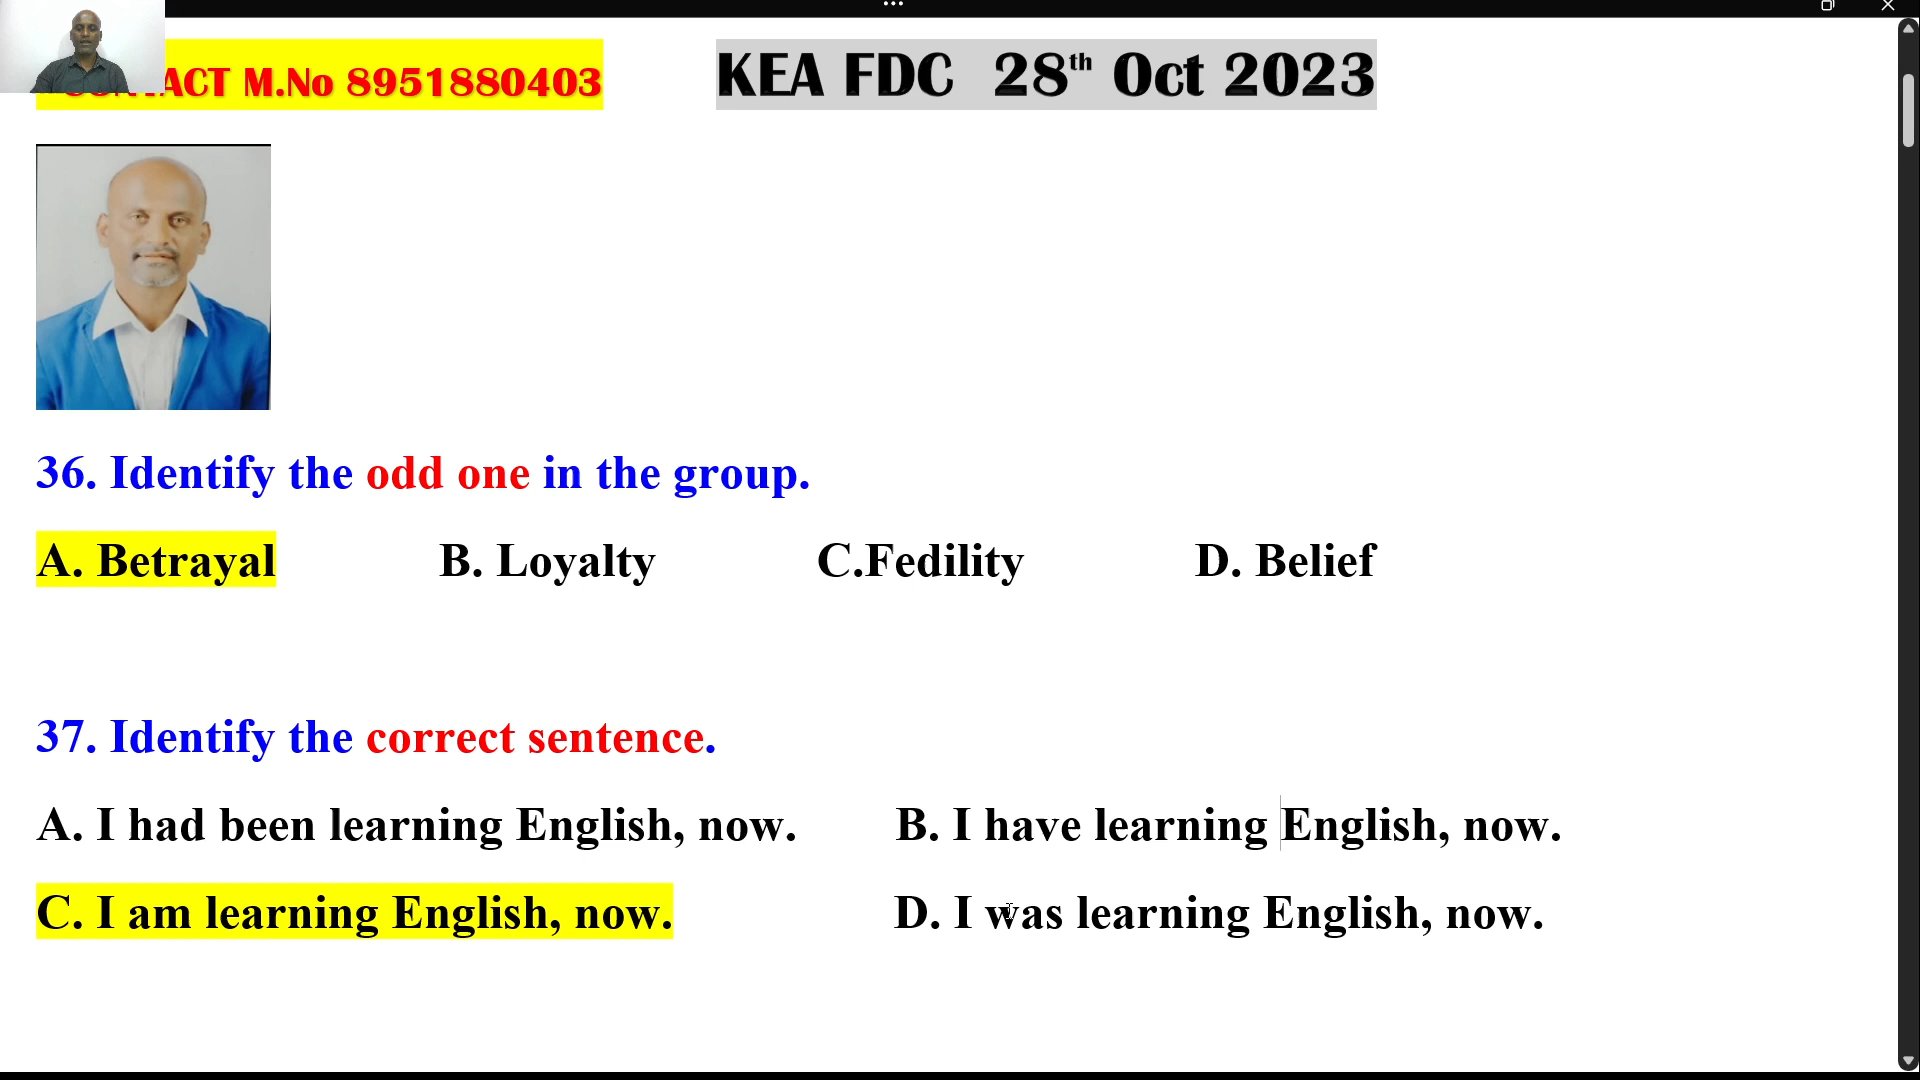 ACT M.No 8951880403
KEA FDC 28th Oct 2023
36. Identify the odd one in the group.
A. Betrayal B. Loyalty C.Fedility D. Belief
37. Identify the correct sentence.
A. I had been learning English, now. B. I have learning English, now.
C. I am learning English, now. D. I was learning English, now.